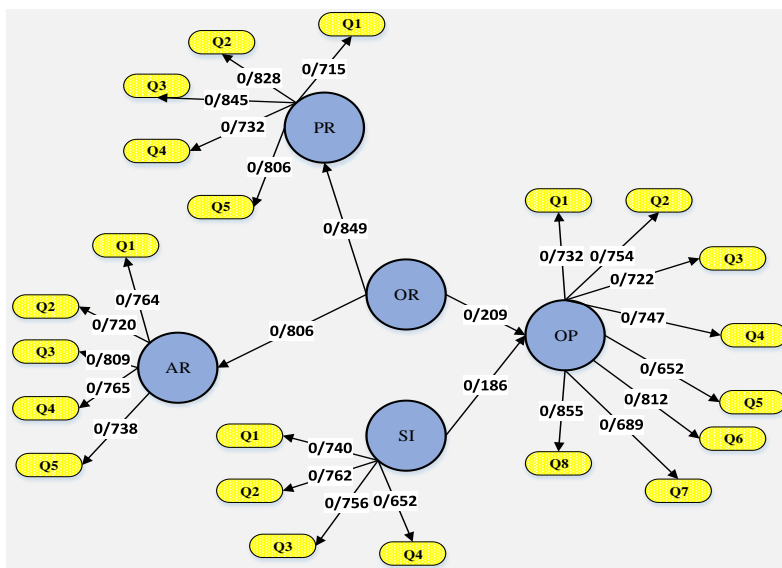 Q1
Q2
0/715
0/828
Q3
0/845
PR
0/732
Q4
0/806
Q5
0/849
Q1
0/764
Q2
0/720
Q3
0/809
AR
0/765
Q4
0/738
Q5
0/806
OR
0/209
Q1
Q2
0/732
0/754
Q3
0/722
0/747
Q4
OP
0/652
Q5
0/812
Q6
0/855
0/689
Q8
Q7
0/186
SI
Q1
0/740
Q2
0/762
0/756
0/652
Q3
Q4